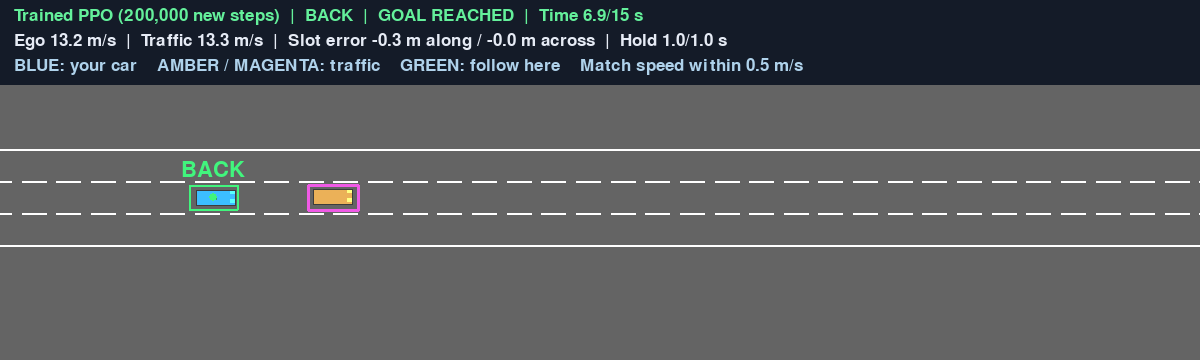 Trained PPO (200,000 new steps) | BACK | GOAL REACHED | Time 6.9/15 s
Ego 13.2 m/s | Traffic 13.3 m/s | Slot error -0.3 m along / -0.0 m across | Hold 1.0/1.0 s
BLUE: your car AMBER / MAGENTA: traffic GREEN: follow here Match speed within 0.5 m/s
BACK